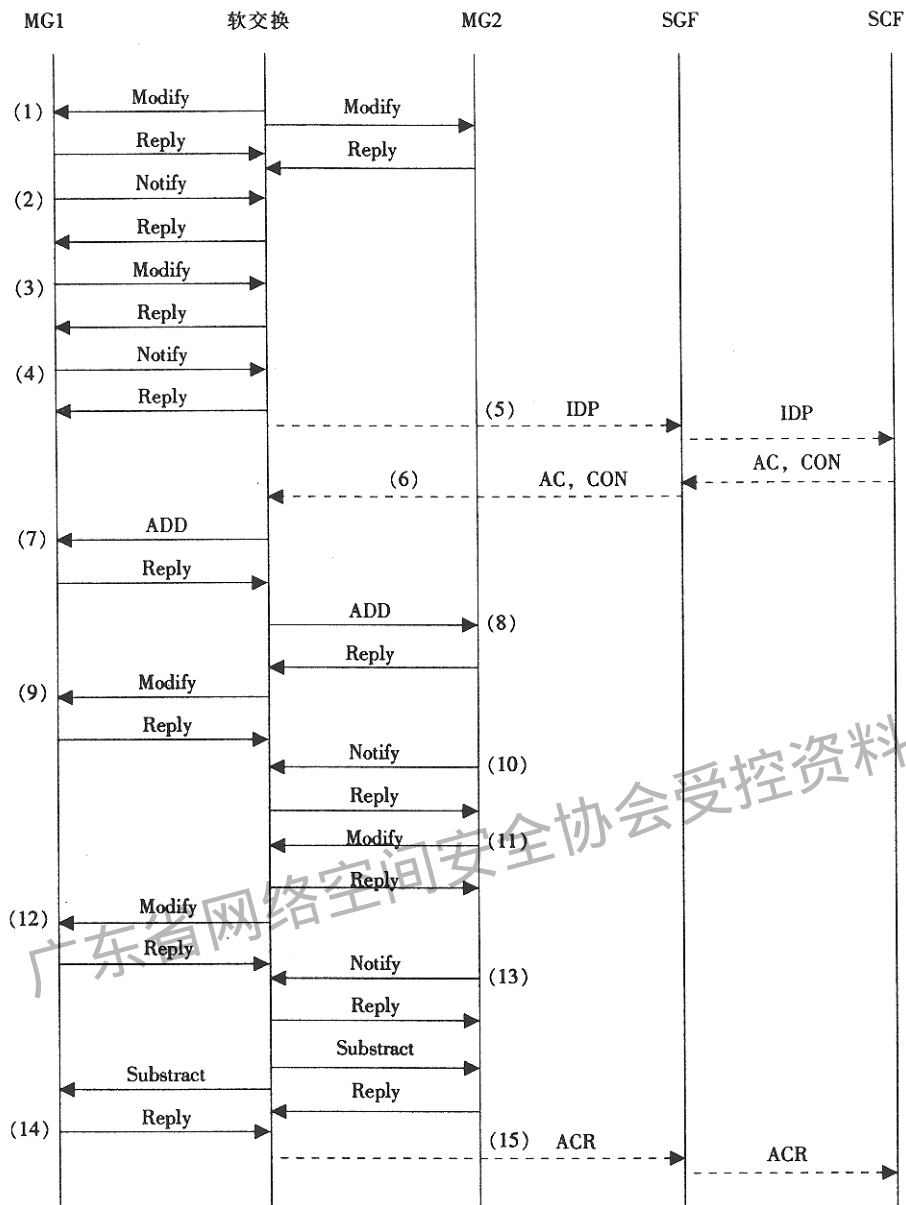 MG1 软交换 MG2 SGF SCF
(1) Modify Modify
Reply Reply
(2) Notify
Reply
(3) Modify
Reply
(4) Notify
Reply (5) IDP IDP
(6) AC, CON AC, CON
(7) ADD
Reply
ADD (8)
Reply
(9) Modify
Reply
Notify (10)
Reply
Modify (11)
Reply
(12) Modify
Reply
Notify (13)
Reply
Substract
Substract
Reply
(14) Reply
(15) ACR ACR
广东省网络空间安全协会受控资料